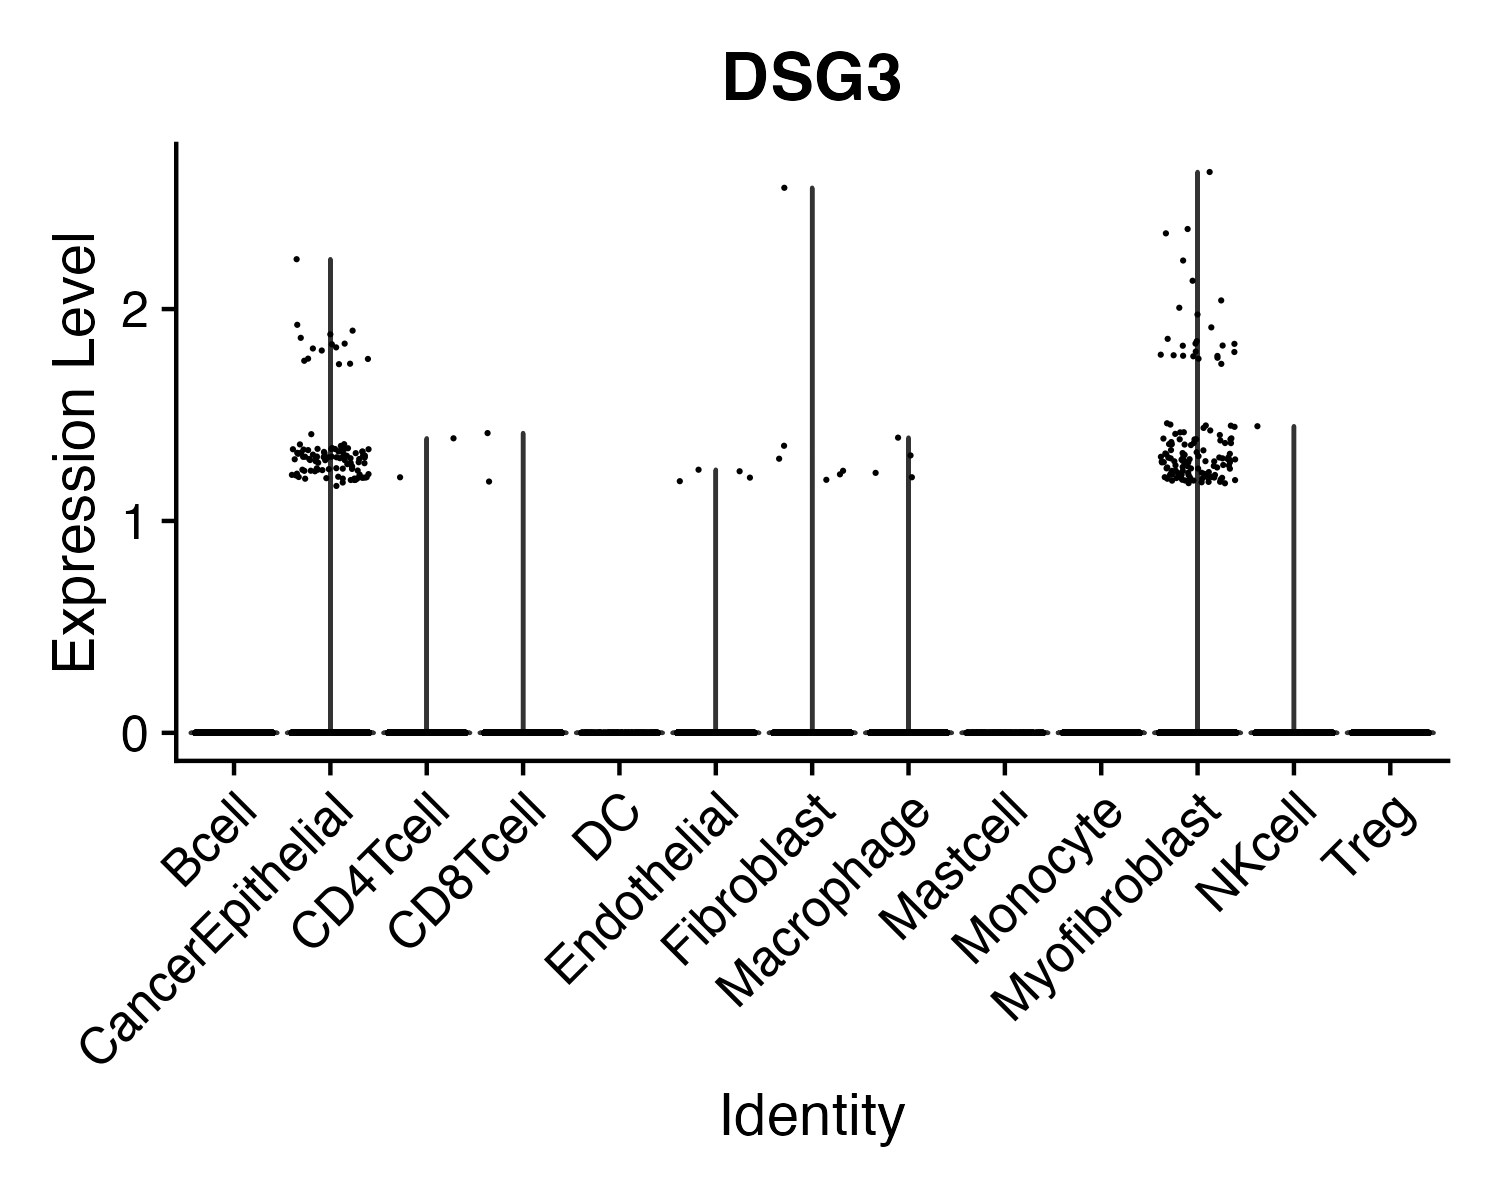 DSG3
Expression Level
2
1
0
Bcell
CancerEpithelial
CD4Tcell
CD8Tcell
DC
Endothelial
Fibroblast
Macrophage
Mastcell
Monocyte
Myofibroblast
NKcell
Treg
Identity